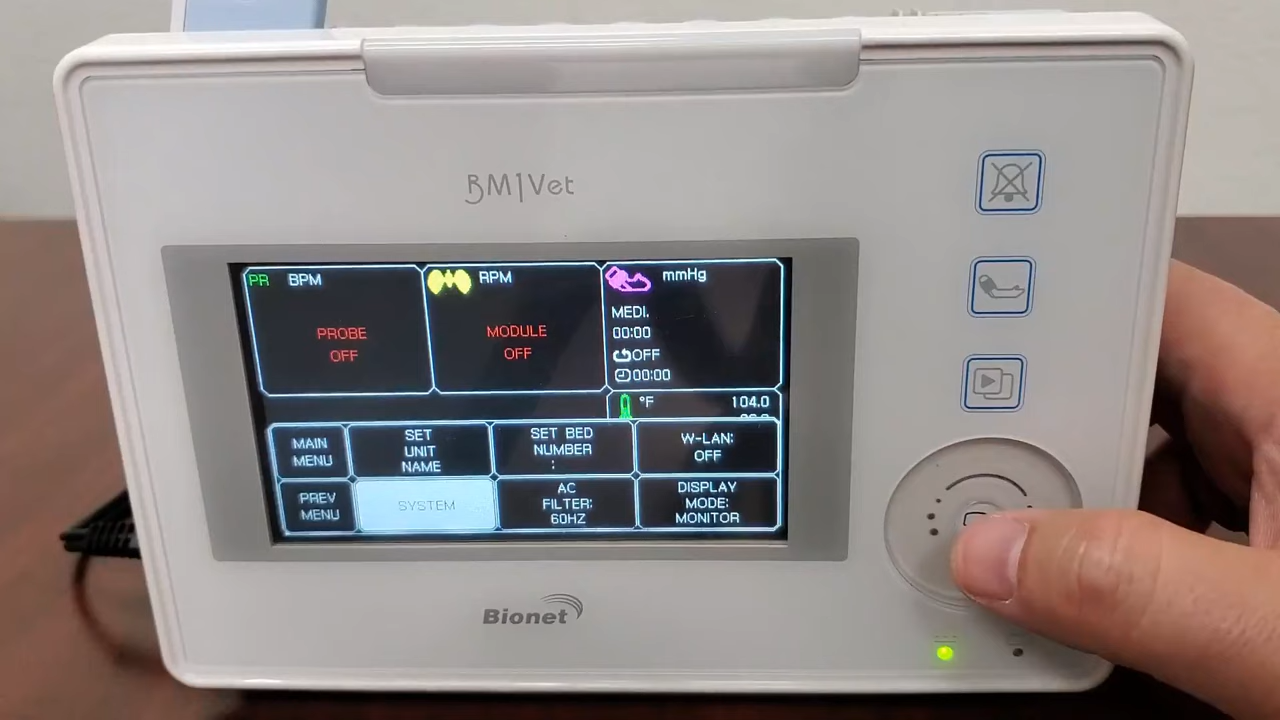 BM1Vet
PR BPM
PROBE
OFF
RPM
MODULE
OFF
mmHg
MEDI.
00:00
OFF
00:00
°F 104.0
MAIN
MENU
SET
UNIT
NAME
SET BED
NUMBER
:
W-LAN:
OFF
PREV
MENU
SYSTEM
AC
FILTER:
60HZ
DISPLAY
MODE:
MONITOR
Bionet